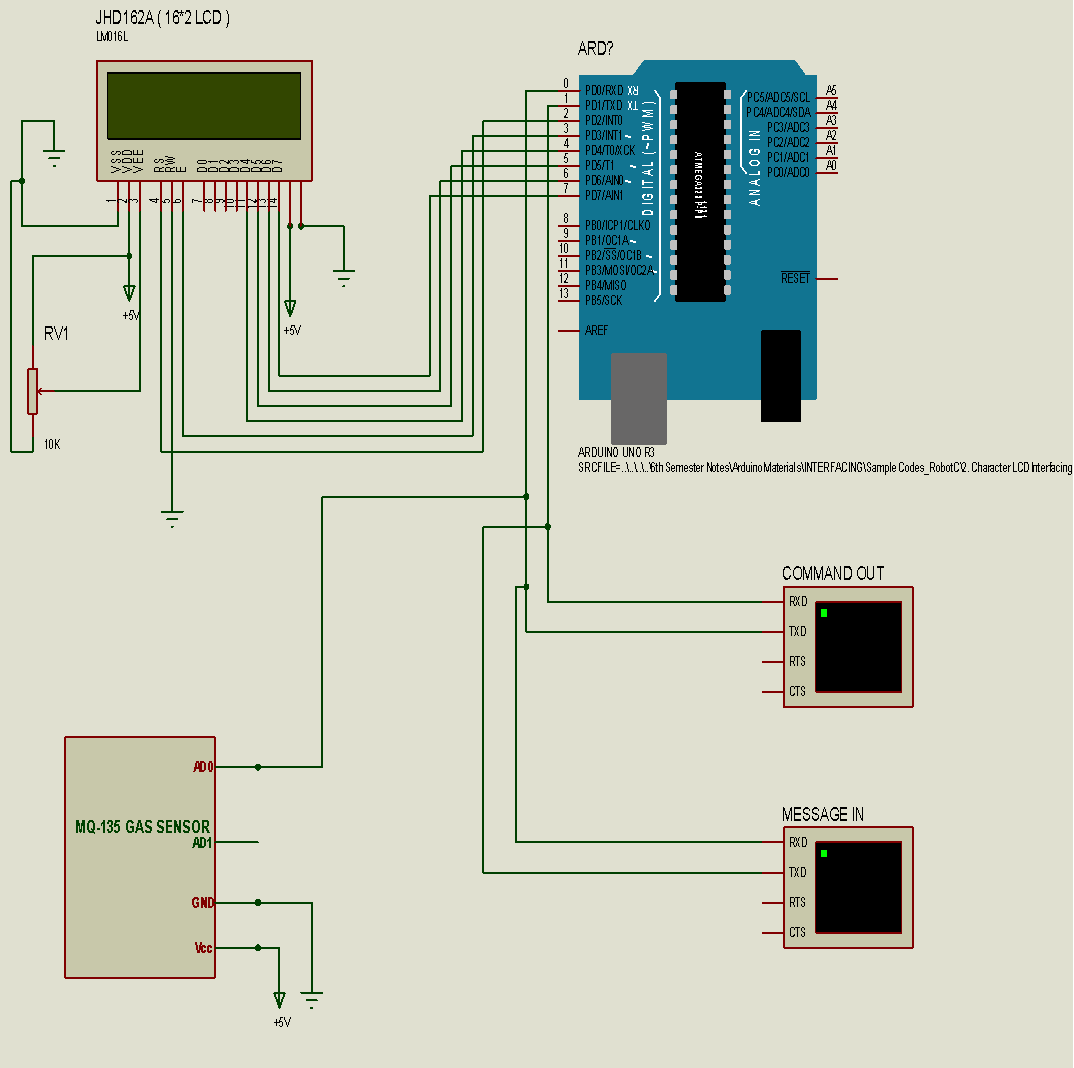 JHD162A ( 16*2 LCD )
LM016L
VSS VDD VEE RS RW E D0 D1 D2 D3 D4 D5 D6 D7
1 2 3 4 5 6 7 8 9 10 11 12 13 14
+5V
+5V
RV1
10K
ARD?
0 PD0/RXD RX
1 PD1/TXD TX
2 PD2/INT0
3 PD3/INT1 ~
4 PD4/T0/XCK
5 PD5/T1 ~
6 PD6/AIN0 ~
7 PD7/AIN1
8 PB0/ICP1/CLKO
9 PB1/OC1A ~
10 PB2/SS/OC1B ~
11 PB3/MOSI/OC2A ~
12 PB4/MISO
13 PB5/SCK
AREF
DIGITAL (~PWM)
ANALOG IN
PC5/ADC5/SCL A5
PC4/ADC4/SDA A4
PC3/ADC3 A3
PC2/ADC2 A2
PC1/ADC1 A1
PC0/ADC0 A0
RESET
ARDUINO UNO R3
SRCFILE=..\..\..\..\6th Semester Notes\Arduino Materials\INTERFACING\Sample Codes_RobotC\2. Character LCD Interfacing
COMMAND OUT
RXD
TXD
RTS
CTS
MQ-135 GAS SENSOR
AD0
AD1
GND
Vcc
+5V
MESSAGE IN
RXD
TXD
RTS
CTS